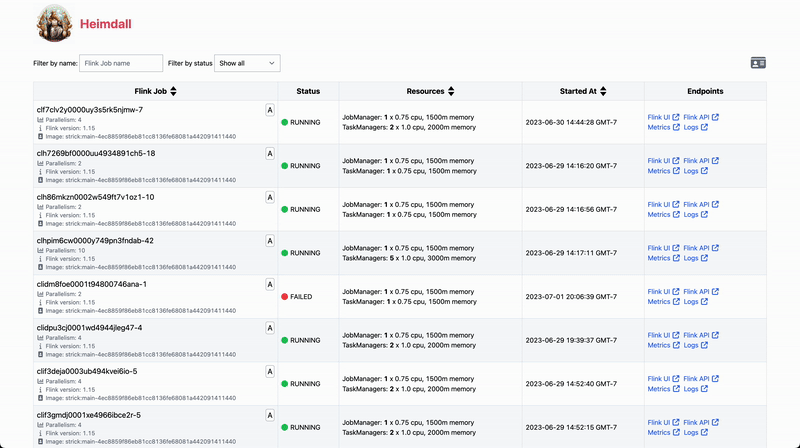 Heimdall
Filter by name: Flink Job name Filter by status Show all
Flink Job Status Resources Started At Endpoints
clf7clv2y0000uy3s5rk5njmw-7 A
Parallelism: 4
Flink version: 1.15
Image: strick:main-4ec8859f86eb81cc8136fe68081a442091411440
RUNNING
JobManager: 1 x 0.75 cpu, 1500m memory
TaskManagers: 2 x 1.0 cpu, 2000m memory
2023-06-30 14:44:28 GMT-7
Flink UI Flink API
Metrics Logs
clh7269bf0000uu4934891ch5-18 A
Parallelism: 2
Flink version: 1.15
Image: strick:main-4ec8859f86eb81cc8136fe68081a442091411440
RUNNING
JobManager: 1 x 0.75 cpu, 1500m memory
TaskManagers: 1 x 1.0 cpu, 2000m memory
2023-06-29 14:16:20 GMT-7
Flink UI Flink API
Metrics Logs
clh86mkzn0002w549ft7v1oz1-10 A
Parallelism: 2
Flink version: 1.15
Image: strick:main-4ec8859f86eb81cc8136fe68081a442091411440
RUNNING
JobManager: 1 x 0.75 cpu, 1500m memory
TaskManagers: 1 x 1.0 cpu, 2000m memory
2023-06-29 14:16:56 GMT-7
Flink UI Flink API
Metrics Logs
clhpim6cw0000y749pn3fndab-42 A
Parallelism: 10
Flink version: 1.15
Image: strick:main-4ec8859f86eb81cc8136fe68081a442091411440
RUNNING
JobManager: 1 x 0.75 cpu, 1500m memory
TaskManagers: 5 x 1.0 cpu, 3000m memory
2023-06-29 14:17:11 GMT-7
Flink UI Flink API
Metrics Logs
clidm8foe0001t94800746ana-1 A
Parallelism: 2
Flink version: 1.15
Image: strick:main-4ec8859f86eb81cc8136fe68081a442091411440
FAILED
JobManager: 1 x 0.75 cpu, 1500m memory
TaskManagers: 1 x 1.0 cpu, 2000m memory
2023-07-01 20:06:39 GMT-7
Flink UI Flink API
Metrics Logs
clidpu3cj0001wd4944jleg47-4 A
Parallelism: 4
Flink version: 1.15
Image: strick:main-4ec8859f86eb81cc8136fe68081a442091411440
RUNNING
JobManager: 1 x 0.75 cpu, 1500m memory
TaskManagers: 2 x 1.0 cpu, 2000m memory
2023-06-29 19:39:37 GMT-7
Flink UI Flink API
Metrics Logs
clif3deja0003ub494kvei6io-5 A
Parallelism: 4
Flink version: 1.15
Image: strick:main-4ec8859f86eb81cc8136fe68081a442091411440
RUNNING
JobManager: 1 x 0.75 cpu, 1500m memory
TaskManagers: 2 x 1.0 cpu, 2000m memory
2023-06-29 14:52:40 GMT-7
Flink UI Flink API
Metrics Logs
clif3gmdj0001xe4966ibce2r-5 A
Parallelism: 4
Flink version: 1.15
Image: strick:main-4ec8859f86eb81cc8136fe68081a442091411440
RUNNING
JobManager: 1 x 0.75 cpu, 1500m memory
TaskManagers: 2 x 1.0 cpu, 2000m memory
2023-06-29 14:52:15 GMT-7
Flink UI Flink API
Metrics Logs